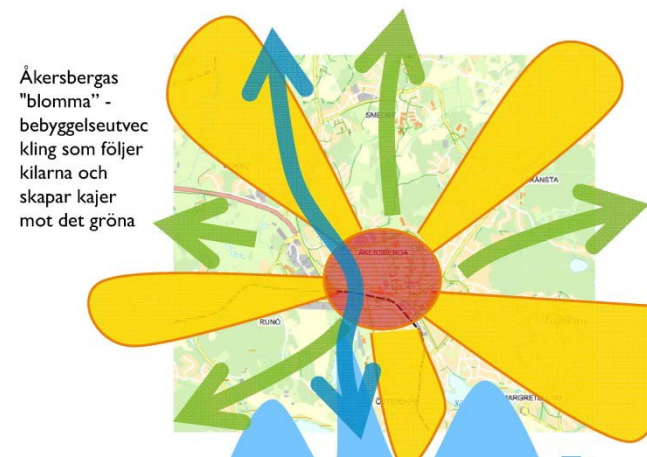 Åkersbergas
"blomma” -
bebyggelseutvec
kling som följer
kilarna och
skapar kajer
mot det gröna
ÅKERSBERGA
RUNÖ